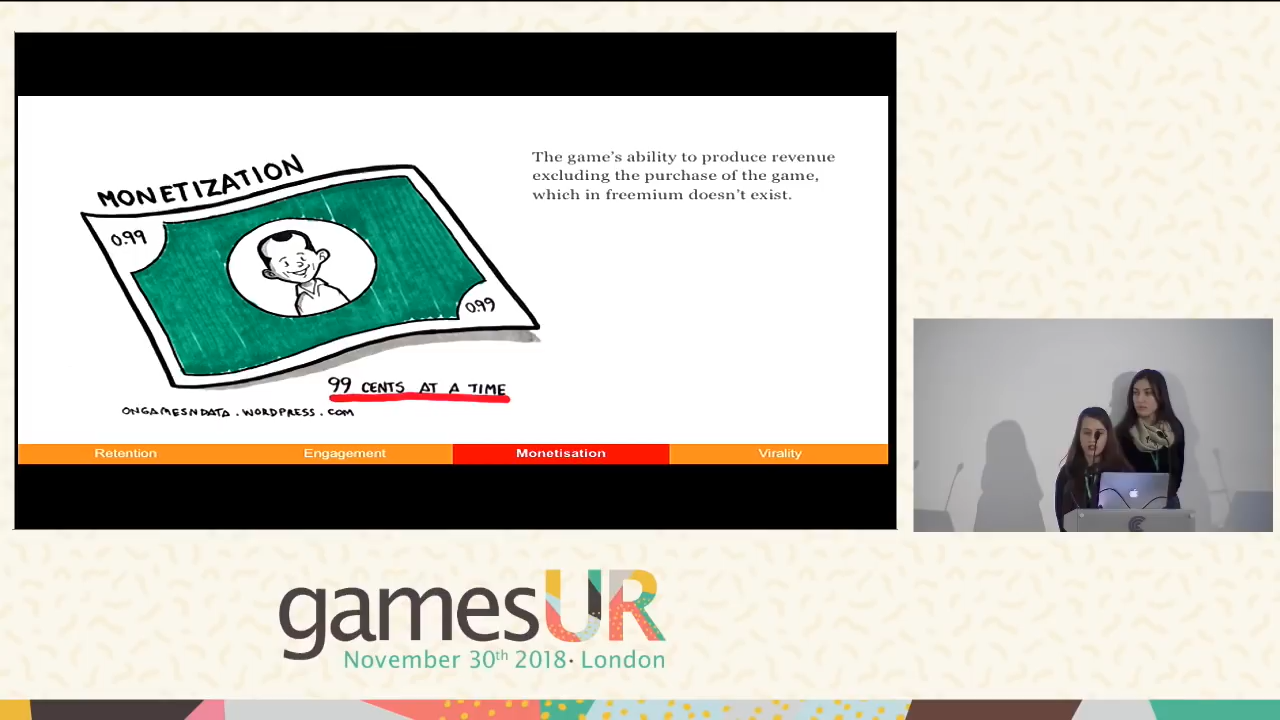 MONETIZATION
0.99
0.99
99 CENTS AT A TIME
ONGAMESNDATA.WORDPRESS.COM
The game’s ability to produce revenue
excluding the purchase of the game,
which in freemium doesn’t exist.
Retention
Engagement
Monetisation
Virality
gamesUR
November 30th 2018· London